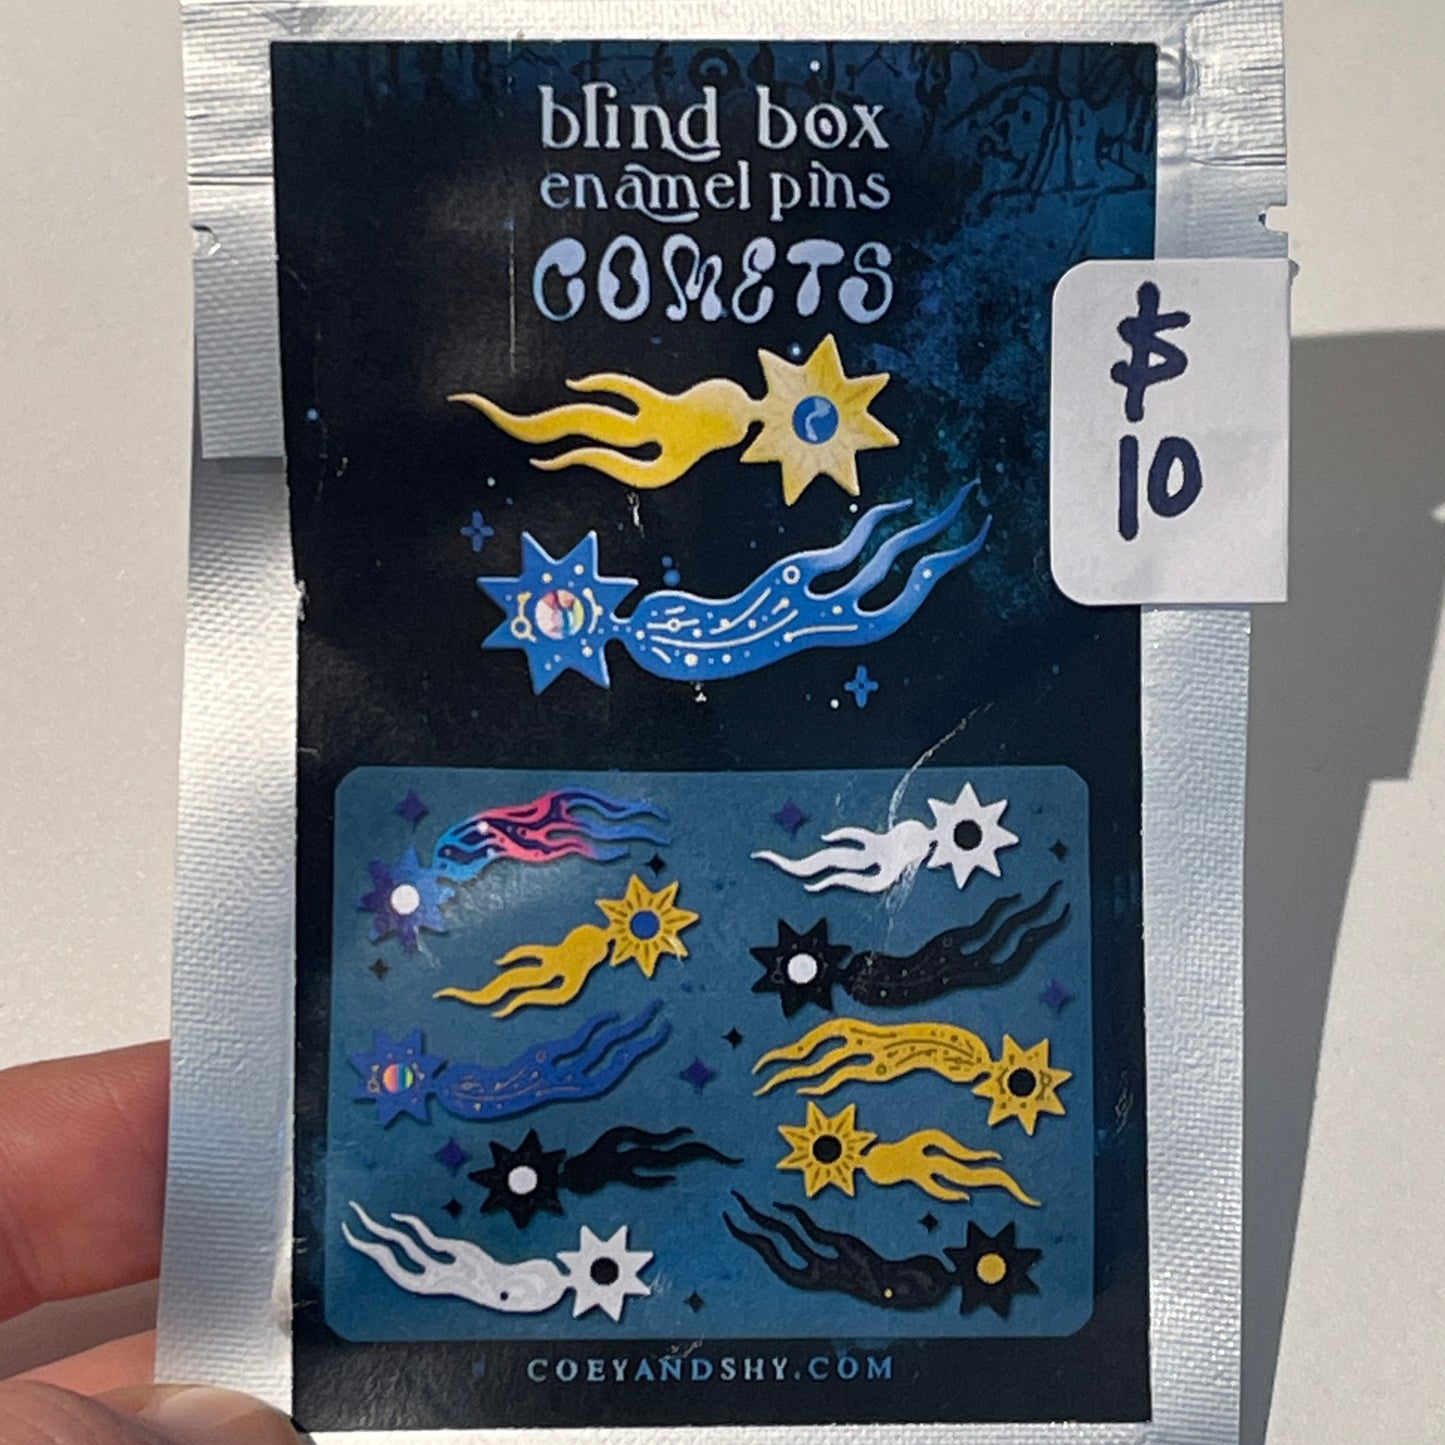 blind box
enamel pins
COMETS
$
10
COEYANDSHY.COM